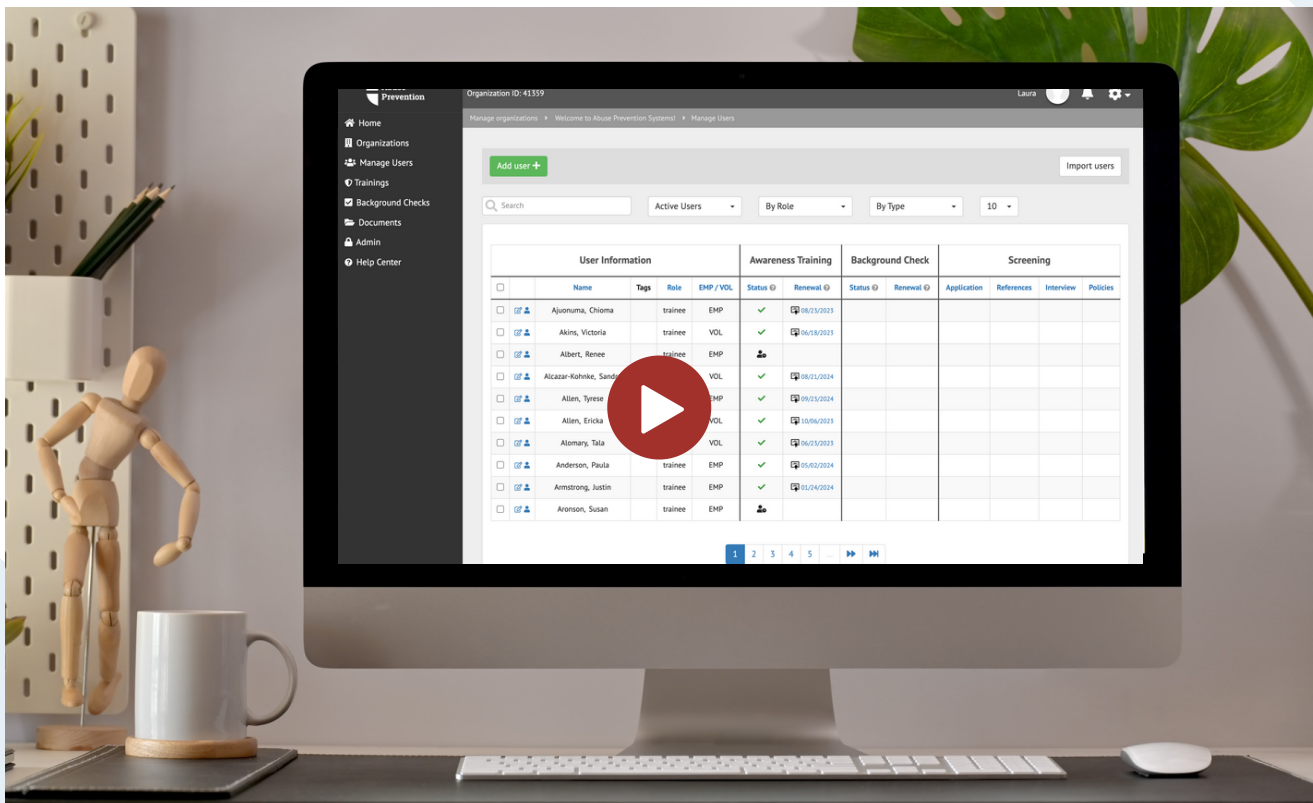 Prevention
Organization ID: 41359
Laura
Home
Organizations
Manage Users
Trainings
Background Checks
Documents
Admin
Help Center
Manage organizations Welcome to Abuse Prevention Systems! Manage Users
Add user +
Import users
Search
Active Users
By Role
By Type
10
User Information Awareness Training Background Check Screening
Name Tags Role EMP / VOL Status Renewal Status Renewal Application References Interview Policies
Ajuonuma, Chioma trainee EMP 08/23/2023
Akins, Victoria trainee VOL 06/18/2023
Albert, Renee trainee EMP
Alcazar-Kohnke, VOL 08/21/2024
Allen, Tyrese EMP 09/23/2024
Allen, Ericka VOL 10/06/2023
Alomary, Tala VOL 06/23/2023
Anderson, Paula trainee EMP 05/02/2024
Armstrong, Justin trainee EMP 01/24/2024
Aronson, Susan trainee EMP
1 2 3 4 5 ...